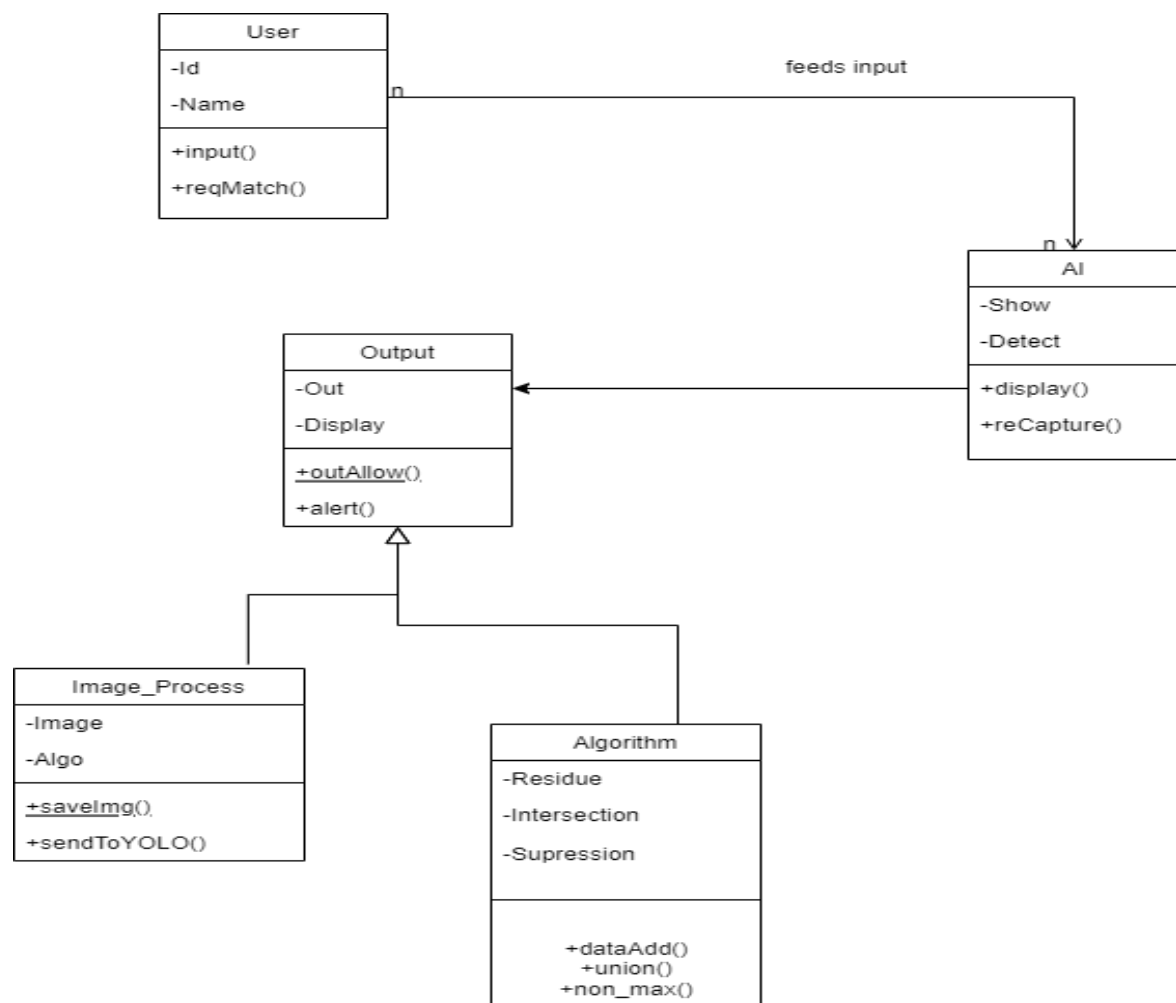 User
-Id
-Name
+input()
+reqMatch()
n
feeds input
n
AI
-Show
-Detect
+display()
+reCapture()
Output
-Out
-Display
+outAllow()
+alert()
Image_Process
-Image
-Algo
+saveImg()
+sendToYOLO()
Algorithm
-Residue
-Intersection
-Supression
+dataAdd()
+union()
+non_max()